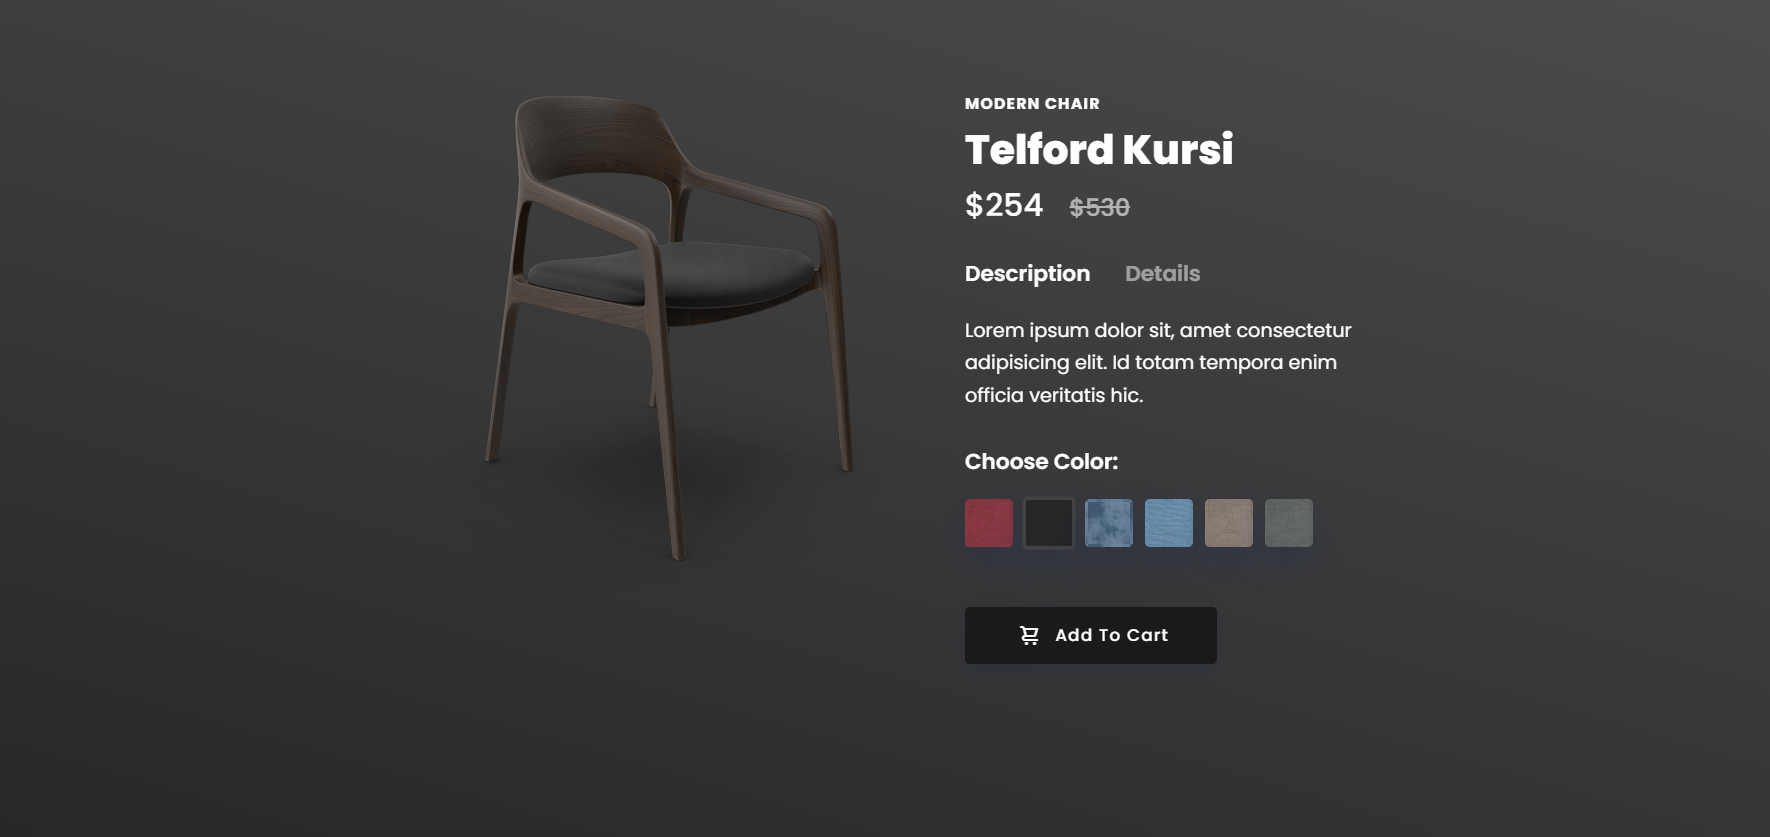 MODERN CHAIR
Telford Kursi
$254 $530
Description Details
Lorem ipsum dolor sit, amet consectetur
adipisicing elit. Id totam tempora enim
officia veritatis hic.
Choose Color:
Add To Cart